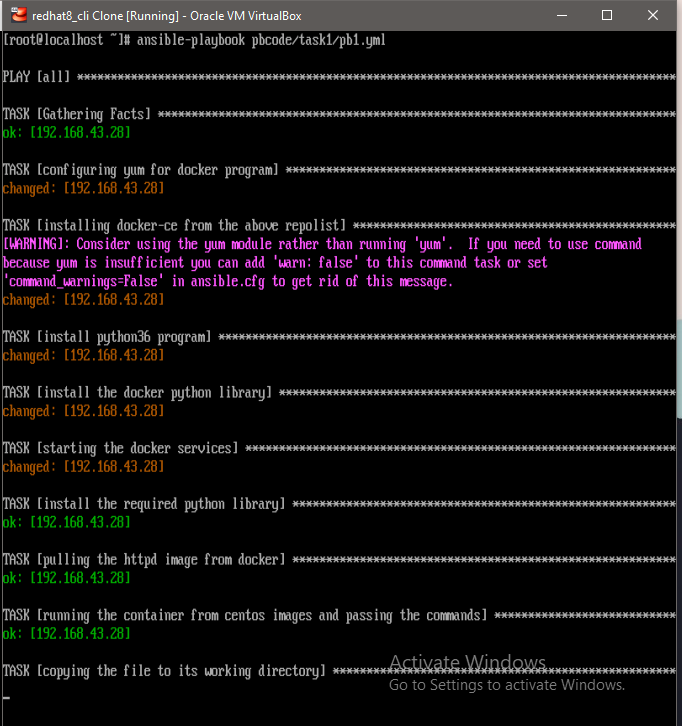 redhat8_cli Clone [Running] - Oracle VM VirtualBox
[root@localhost ~]# ansible-playbook pbcode/task1/pb1.yml
PLAY [all] *****************************************************************************************
TASK [Gathering Facts] *****************************************************************************
ok: [192.168.43.28]
TASK [configuring yum for docker program] **********************************************************
changed: [192.168.43.28]
TASK [installing docker-ce from the above repolist] ************************************************
[WARNING]: Consider using the yum module rather than running 'yum'.  If you need to use command
because yum is insufficient you can add 'warn: false' to this command task or set
'command_warnings=False' in ansible.cfg to get rid of this message.
changed: [192.168.43.28]
TASK [install python36 program] ********************************************************************
changed: [192.168.43.28]
TASK [install the docker python library] ***********************************************************
changed: [192.168.43.28]
TASK [starting the docker services] ****************************************************************
changed: [192.168.43.28]
TASK [install the required python library] *********************************************************
ok: [192.168.43.28]
TASK [pulling the httpd image from docker] *********************************************************
ok: [192.168.43.28]
TASK [running the container from centos images and passing the commands] ***************************
ok: [192.168.43.28]
TASK [copying the file to its working directory] ***************************************************
Activate Windows
Go to Settings to activate Windows.